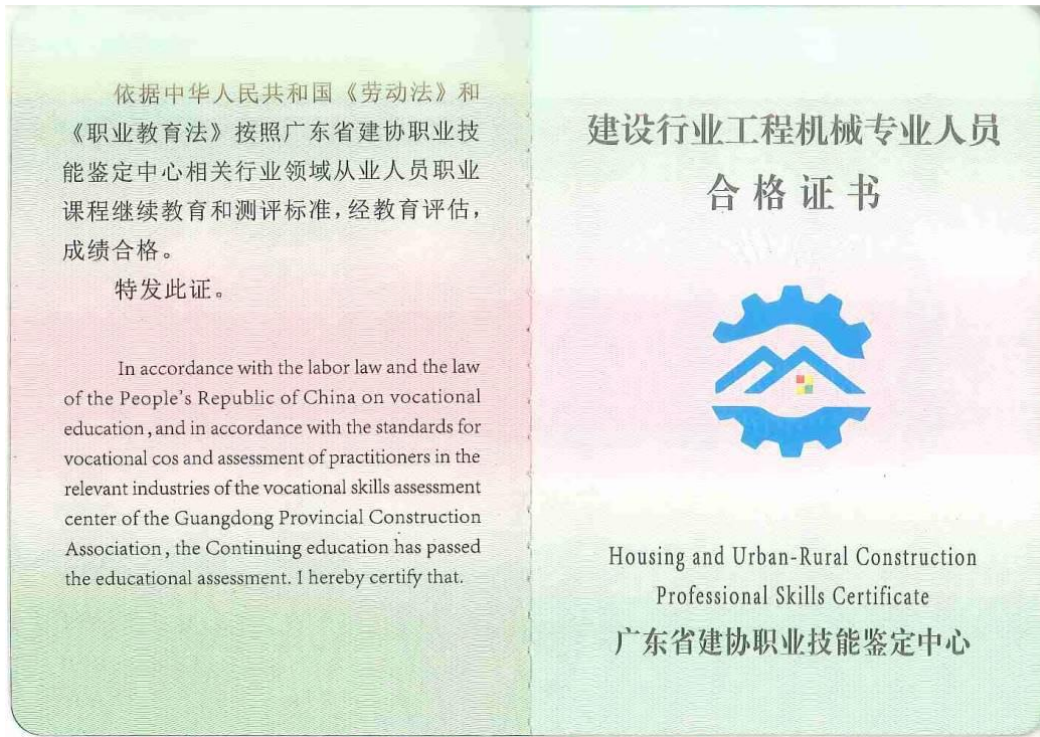 依据中华人民共和国《劳动法》和
《职业教育法》按照广东省建协职业技
能鉴定中心相关行业领域从业人员职业
课程继续教育和测评标准，经教育评估，
成绩合格。
特发此证。
In accordance with the labor law and the law
of the People's Republic of China on vocational
education,and in accordance with the standards for
vocational cos and assessment of practitioners in the
relevant industries of the vocational skills assessment
center of the Guangdong Provincial Construction
Association, the Continuing education has passed
the educational assessment. I hereby certify that.
建设行业工程机械专业人员
合格证书
Housing and Urban-Rural Construction
Professional Skills Certificate
广东省建协职业技能鉴定中心